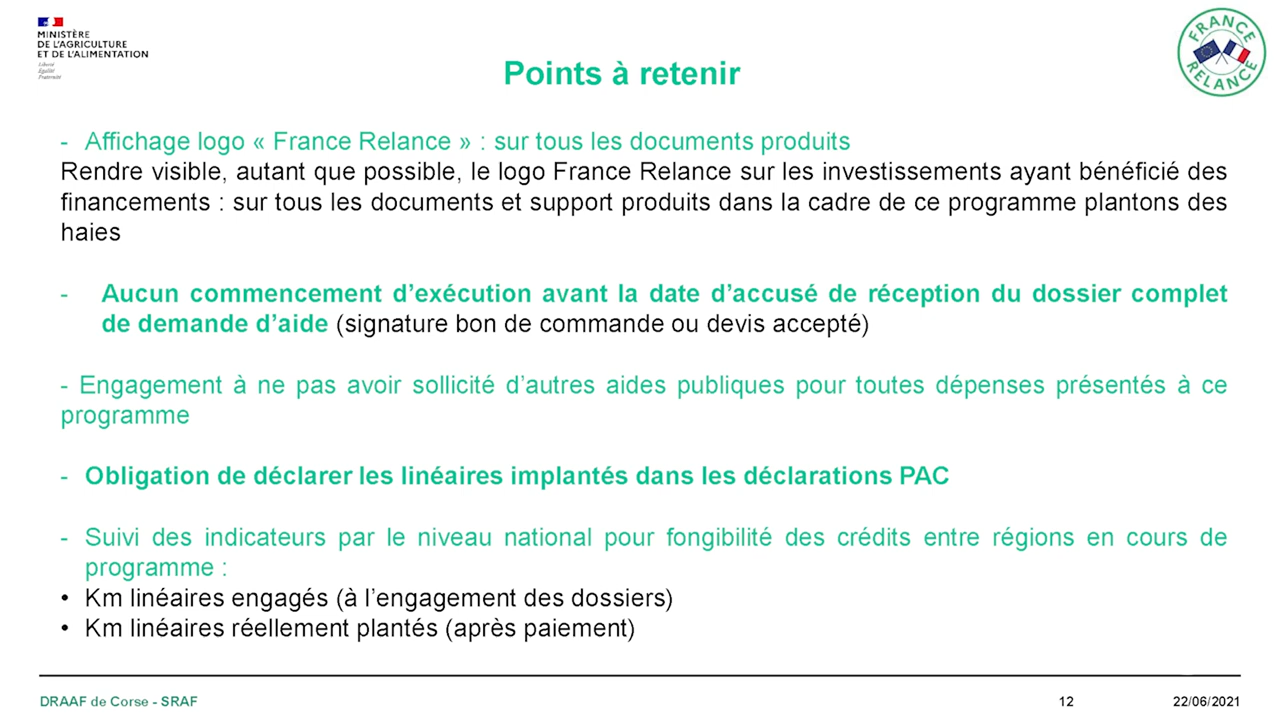 MINISTÈRE
DE L'AGRICULTURE
ET DE L'ALIMENTATION
Liberté
Égalité
Fraternité
FRANCE
RELANCE
Points à retenir
- Affichage logo « France Relance » : sur tous les documents produits
Rendre visible, autant que possible, le logo France Relance sur les investissements ayant bénéficié des
financements : sur tous les documents et support produits dans la cadre de ce programme plantons des
haies
- Aucun commencement d'exécution avant la date d'accusé de réception du dossier complet
de demande d'aide (signature bon de commande ou devis accepté)
- Engagement à ne pas avoir sollicité d'autres aides publiques pour toutes dépenses présentés à ce
programme
- Obligation de déclarer les linéaires implantés dans les déclarations PAC
- Suivi des indicateurs par le niveau national pour fongibilité des crédits entre régions en cours de
programme :
• Km linéaires engagés (à l'engagement des dossiers)
• Km linéaires réellement plantés (après paiement)
DRAAF de Corse - SRAF
12
22/06/2021